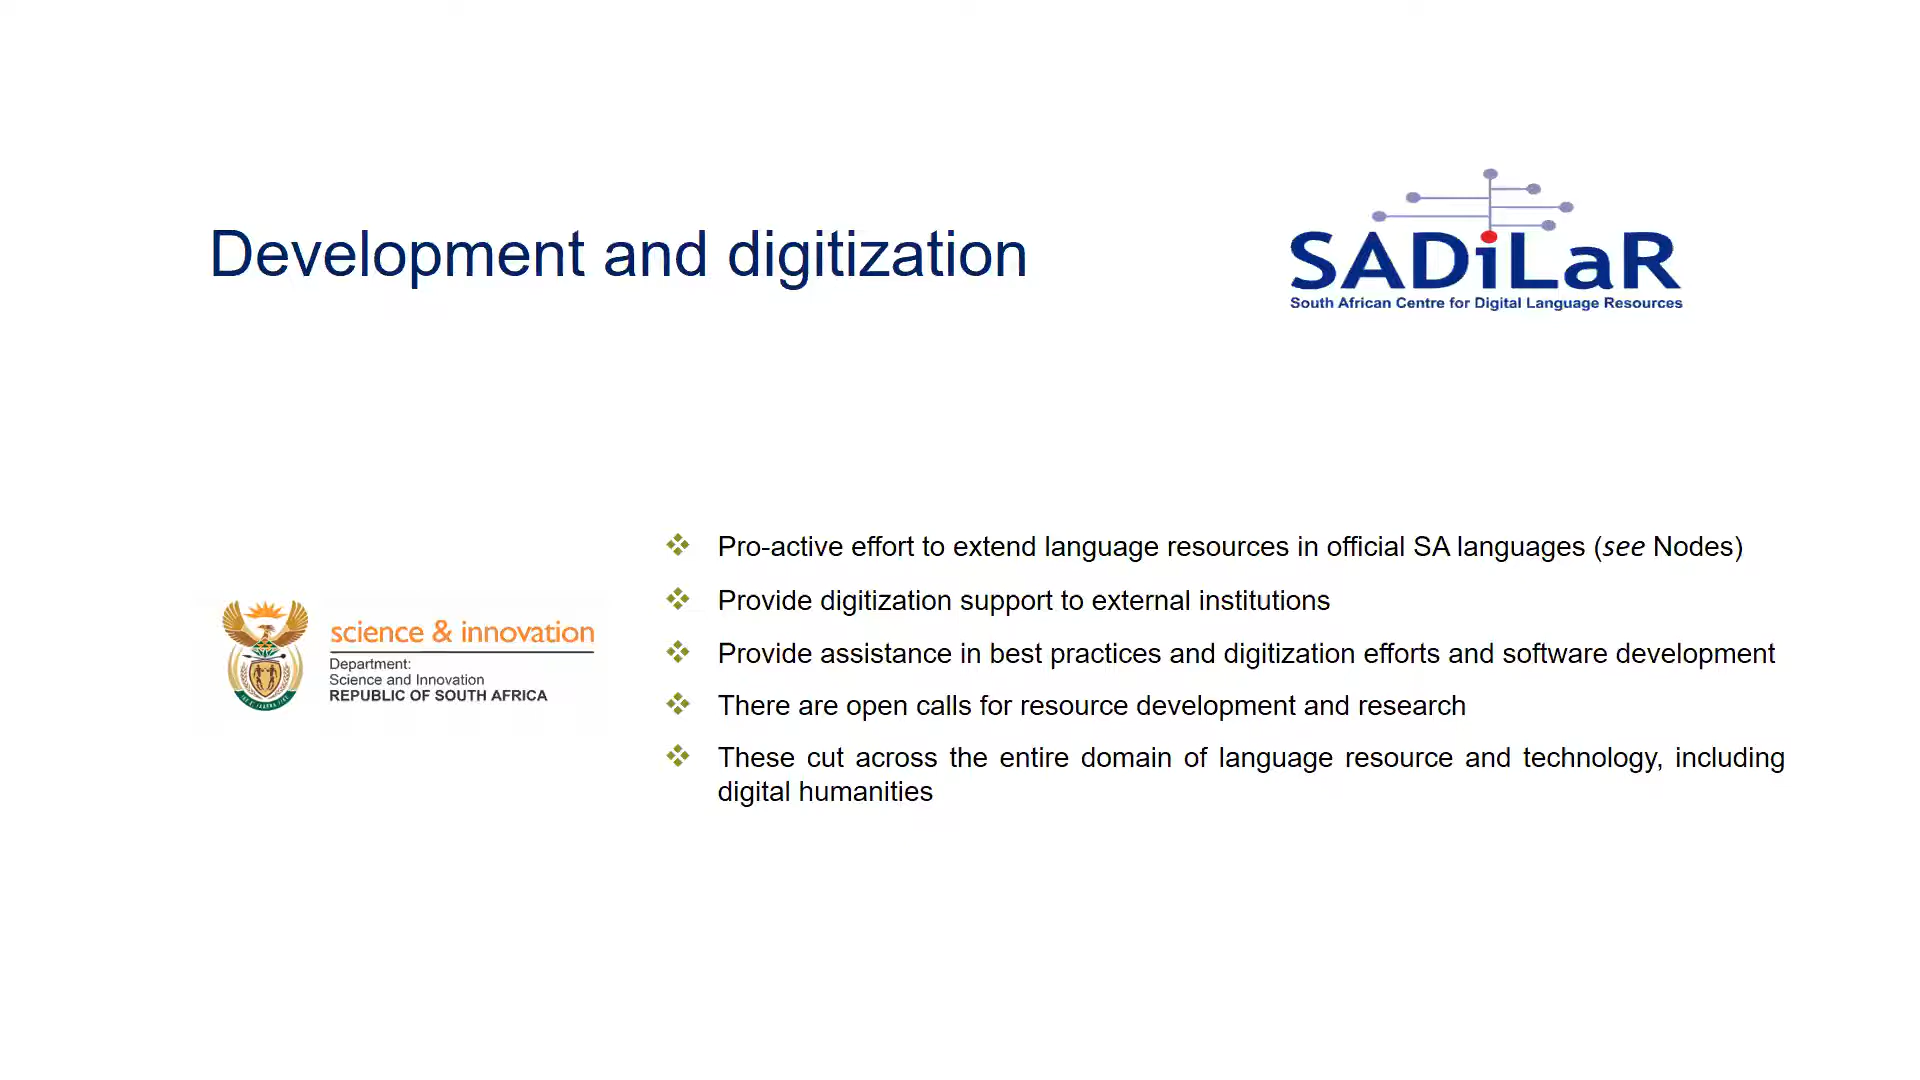 Development and digitization
SADiLaR
South African Centre for Digital Language Resources
science & innovation
Department:
Science and Innovation
REPUBLIC OF SOUTH AFRICA
Pro-active effort to extend language resources in official SA languages (see Nodes)
Provide digitization support to external institutions
Provide assistance in best practices and digitization efforts and software development
There are open calls for resource development and research
These cut across the entire domain of language resource and technology, including
digital humanities